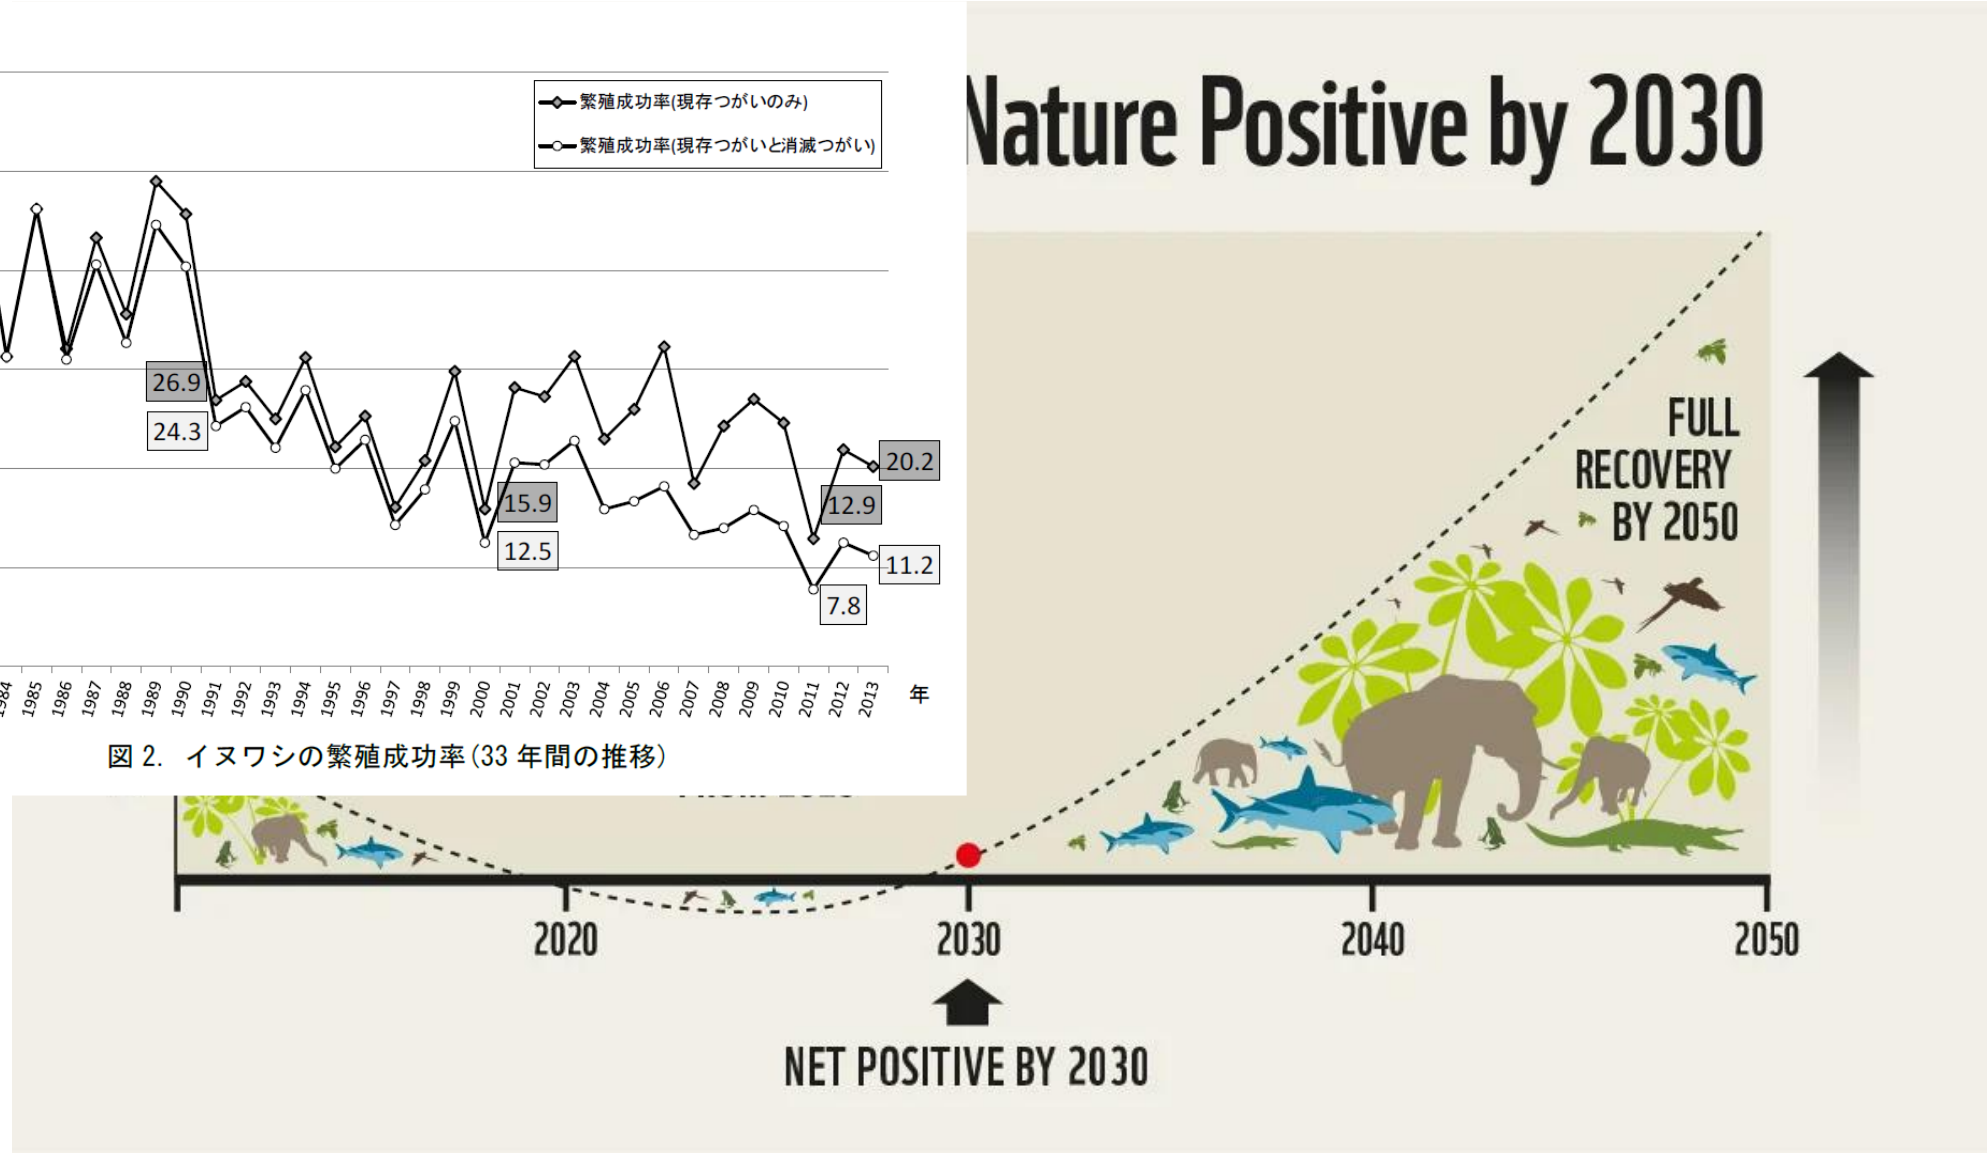 繁殖成功率(現存つがいのみ)
繁殖成功率(現存つがいと消滅つがい)
26.9
24.3
15.9
12.5
20.2
12.9
11.2
7.8
1985 1986 1987 1988 1989 1990 1991 1992 1993 1994 1995 1996 1997 1998 1999 2000 2001 2002 2003 2004 2005 2006 2007 2008 2009 2010 2011 2012 2013 年
図 2. イヌワシの繁殖成功率(33 年間の推移)
Nature Positive by 2030
FULL
RECOVERY
BY 2050
2020 2030 2040 2050
NET POSITIVE BY 2030